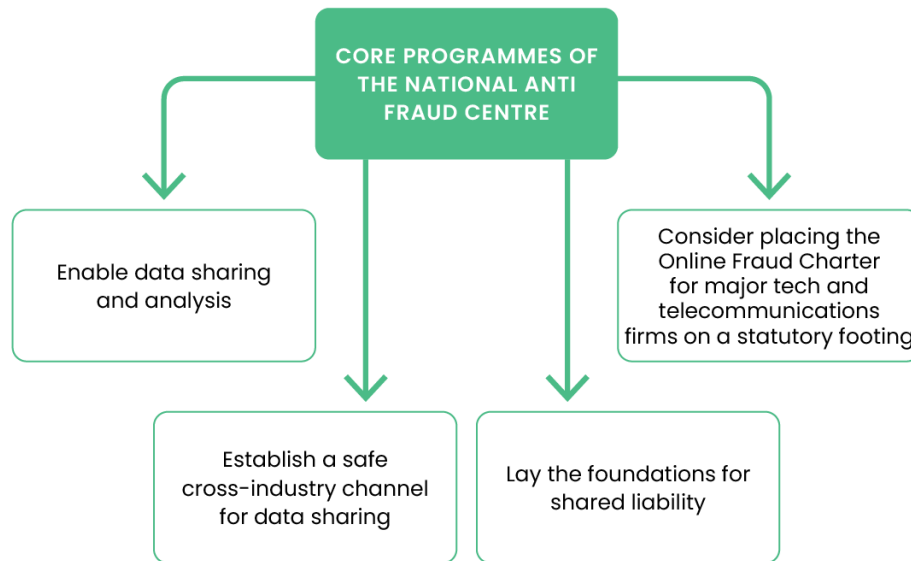 CORE PROGRAMMES OF
THE NATIONAL ANTI
FRAUD CENTRE
Enable data sharing
and analysis
Consider placing the
Online Fraud Charter
for major tech and
telecommunications
firms on a statutory footing
Establish a safe
cross-industry channel
for data sharing
Lay the foundations for
shared liability